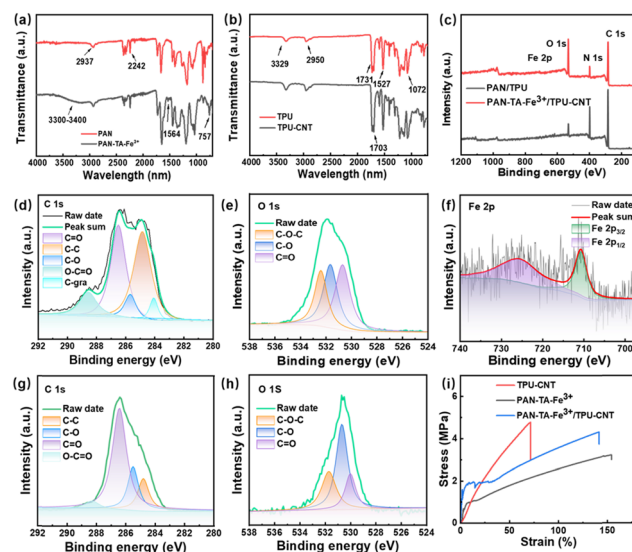 (a)
Transmittance (a.u.)
2937
2242
3300-3400
1564
757
PAN
PAN-TA-Fe³⁺
4000 3500 3000 2500 2000 1500 1000
Wavelength (nm)
(b)
Transmittance (a.u.)
3329
2950
1731
1527
1072
1703
TPU
TPU-CNT
4000 3500 3000 2500 2000 1500 1000
Wavelength (nm)
(c)
Intensity (a.u.)
C 1s
O 1s
Fe 2p
N 1s
PAN/TPU
PAN-TA-Fe³⁺/TPU-CNT
1200 1000 800 600 400 200 0
Binding energy (eV)
(d)
Intensity (a.u.)
C 1s
Raw date
Peak sum
C=O
C-C
C-O
O-C=O
C-gra
292 290 288 286 284 282 280
Binding energy (eV)
(e)
Intensity (a.u.)
O 1s
Raw date
C-O-C
C-O
C=O
538 536 534 532 530 528 526 524
Binding energy (eV)
(f)
Intensity (a.u.)
Fe 2p
Raw date
Peak sum
Fe 2p3/2
Fe 2p1/2
740 730 720 710 700
Binding energy (eV)
(g)
Intensity (a.u.)
C 1s
Raw date
C-C
C-O
C=O
O-C=O
292 290 288 286 284 282 280
Binding energy (eV)
(h)
Intensity (a.u.)
O 1S
Raw date
C-O-C
C-O
C=O
538 536 534 532 530 528 526 524
Binding energy (eV)
(i)
Stress (MPa)
TPU-CNT
PAN-TA-Fe³⁺
PAN-TA-Fe³⁺/TPU-CNT
6
4
2
0
0 50 100 150
Strain (%)